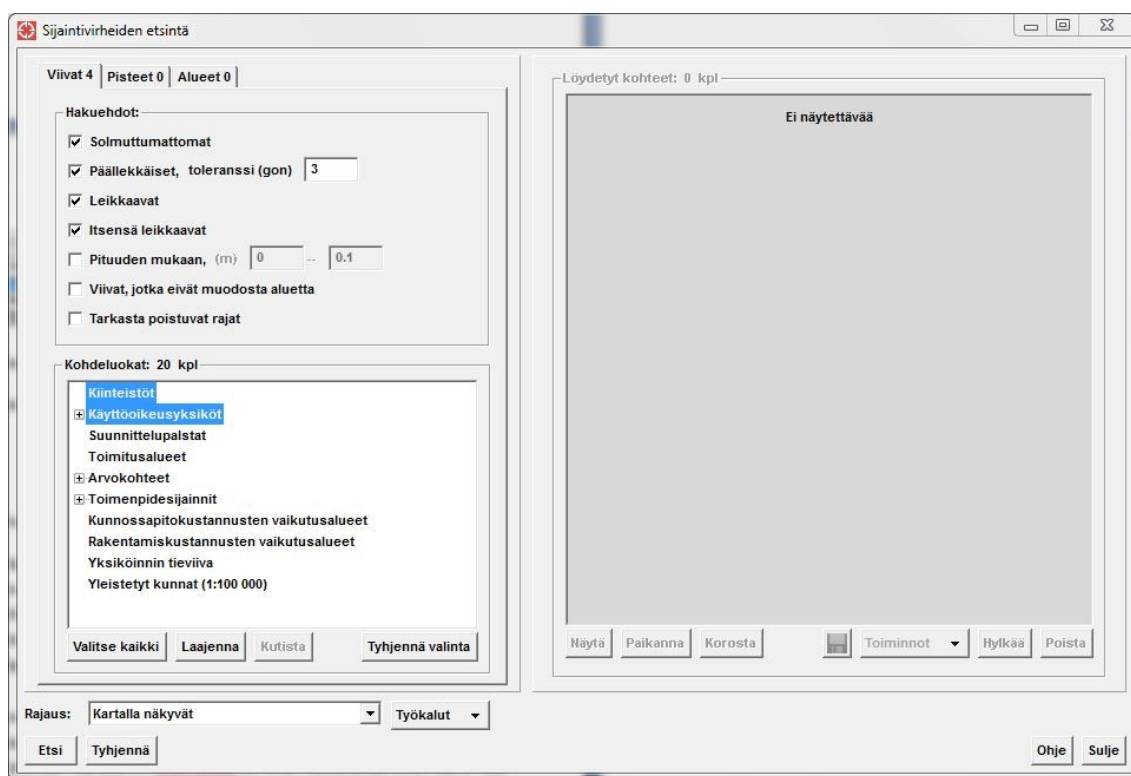 Sijaintivirheiden etsintä
Viivat 4 Pisteet 0 Alueet 0
Hakuehdot:
Solmuttumattomat
Päällekkäiset, toleranssi (gon) 3
Leikkaavat
Itsensä leikkaavat
Pituuden mukaan, (m) 0 -- 0.1
Viivat, jotka eivät muodosta aluetta
Tarkasta poistuvat rajat
Kohdeluokat: 20 kpl
Kiinteistöt
Käyttöoikeusyksiköt
Suunnittelupalstat
Toimitusalueet
Arvokohteet
Toimenpidesijainnit
Kunnossapitokustannusten vaikutusalueet
Rakentamiskustannusten vaikutusalueet
Yksiköinnin tieviiva
Yleistetyt kunnat (1:100 000)
Valitse kaikki Laajenna Kutista Tyhjennä valinta
Löydetyt kohteet: 0 kpl
Ei näytettävää
Näytä Paikanna Korosta Toiminnot Hylkää Poista
Rajaus: Kartalla näkyvät Työkalut
Etsi Tyhjennä Ohje Sulje